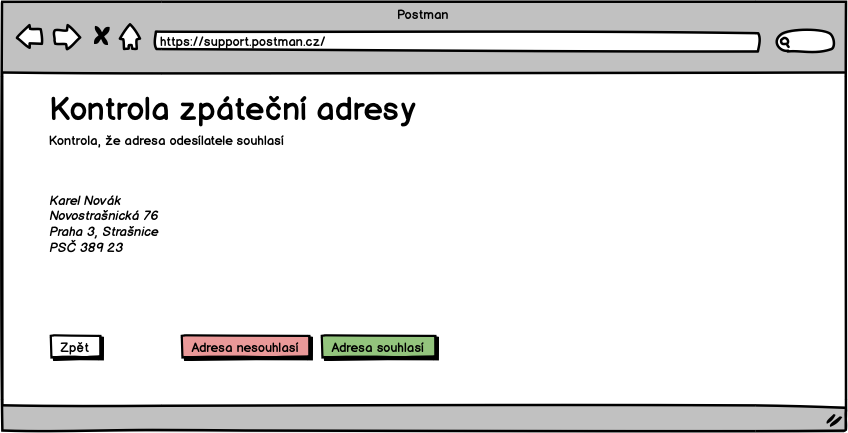 Postman
https://support.postman.cz/
Kontrola zpáteční adresy
Kontrola, že adresa odesílatele souhlasí
Karel Novák
Novostrašnická 76
Praha 3, Strašnice
PSČ 389 23
Zpět
Adresa nesouhlasí
Adresa souhlasí